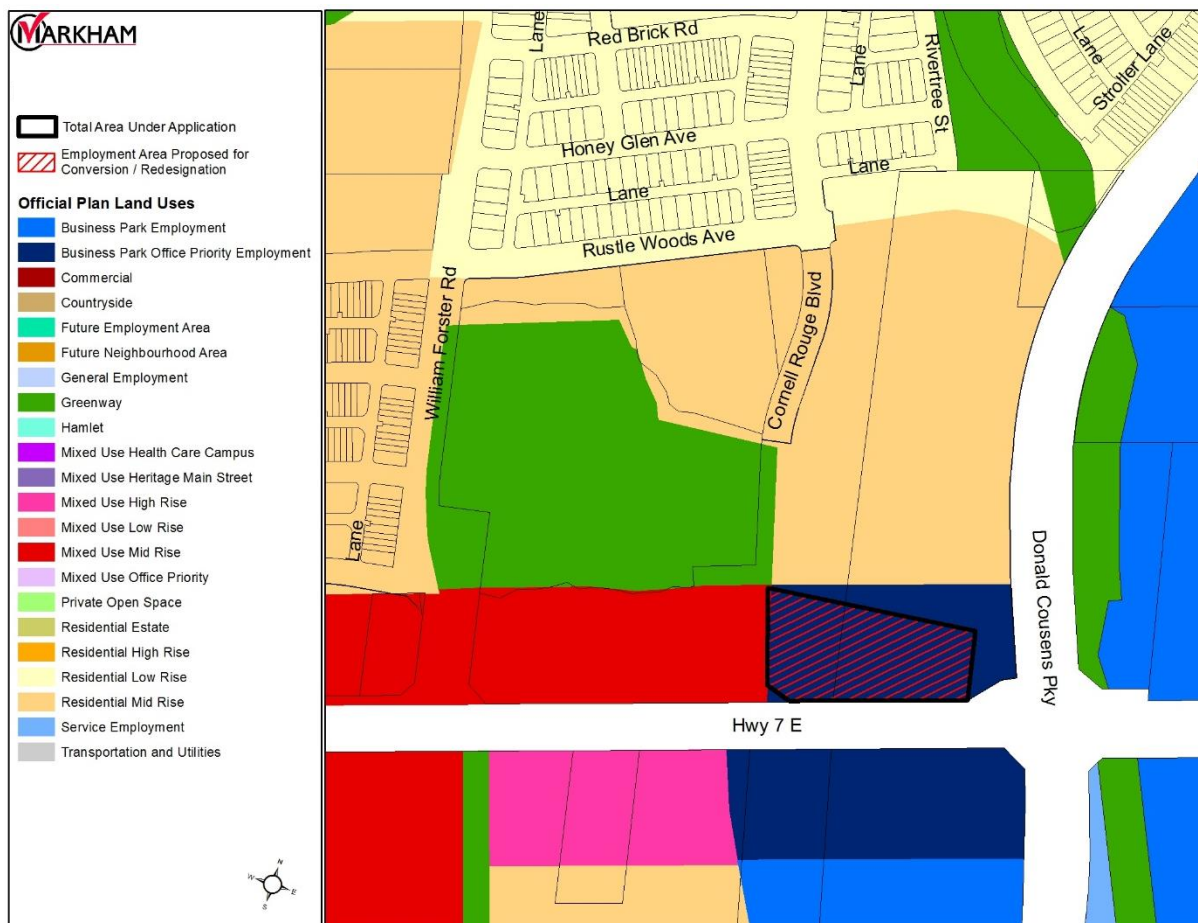 MARKHAM
Total Area Under Application
Employment Area Proposed for
Conversion / Redesignation
Official Plan Land Uses
Business Park Employment
Business Park Office Priority Employment
Commercial
Countryside
Future Employment Area
Future Neighbourhood Area
General Employment
Greenway
Hamlet
Mixed Use Health Care Campus
Mixed Use Heritage Main Street
Mixed Use High Rise
Mixed Use Low Rise
Mixed Use Mid Rise
Mixed Use Office Priority
Private Open Space
Residential Estate
Residential High Rise
Residential Low Rise
Residential Mid Rise
Service Employment
Transportation and Utilities
N
W
E
S
Lane
Red Brick Rd
Lane
Rivertree St
Lane
Stroller Lane
Honey Glen Ave
Lane
Lane
Rustle Woods Ave
William Forster Rd
Cornell Rouge Blvd
Lane
Donald Cousens Pky
Hwy 7 E